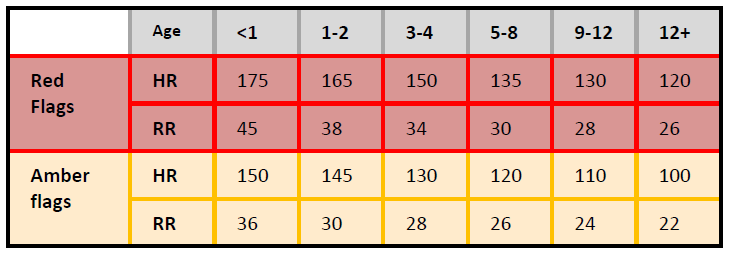 Age <1 1-2 3-4 5-8 9-12 12+
Red Flags HR 175 165 150 135 130 120
RR 45 38 34 30 28 26
Amber flags HR 150 145 130 120 110 100
RR 36 30 28 26 24 22